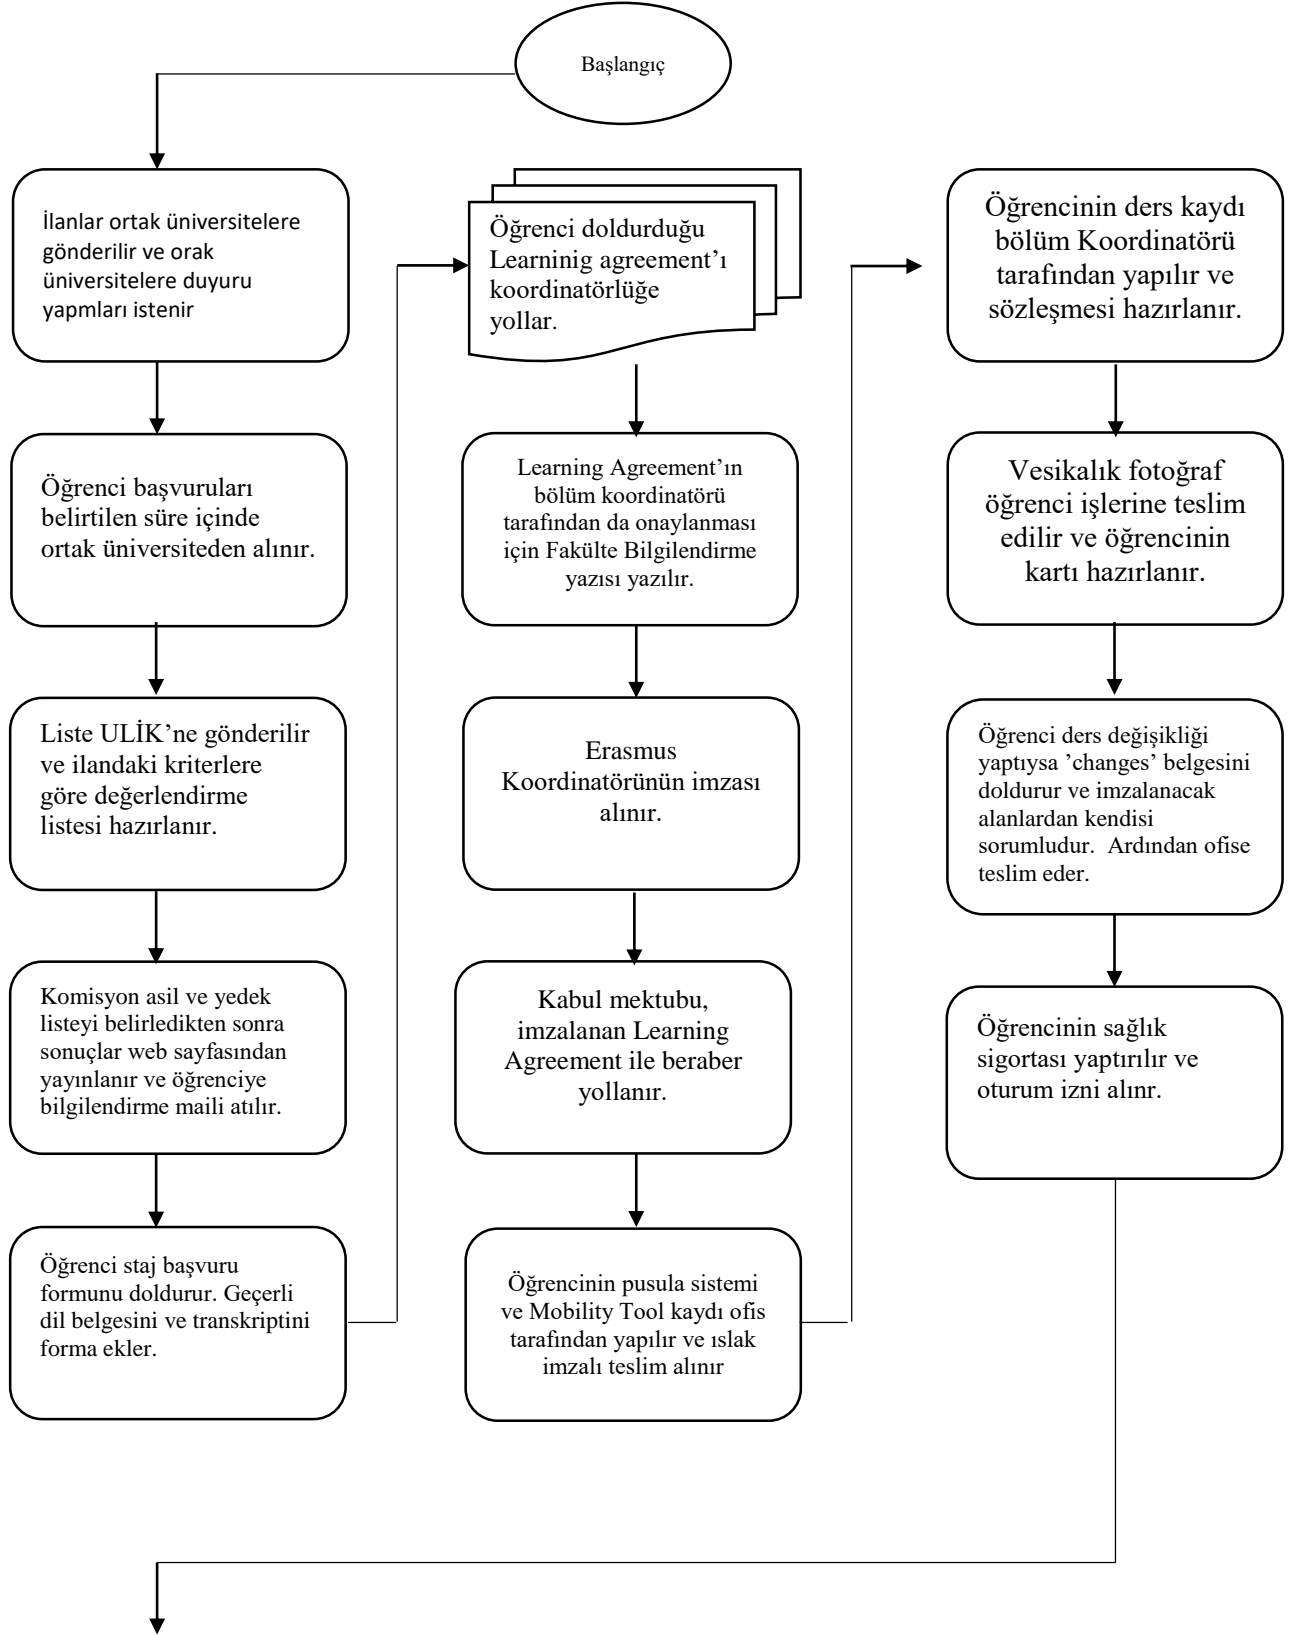 Başlangıç
İlanlar ortak üniversitelere
gönderilir ve orak
üniversitelere duyuru
yapmları istenir
Öğrenci başvuruları
belirtilen süre içinde
ortak üniversiteden alınır.
Liste ULİK’ne gönderilir
ve ilandaki kriterlere
göre değerlendirme
listesi hazırlanır.
Komisyon asil ve yedek
listeyi belirledikten sonra
sonuçlar web sayfasından
yayınlanır ve öğrenciye
bilgilendirme maili atılır.
Öğrenci staj başvuru
formunu doldurur. Geçerli
dil belgesini ve transkriptini
forma ekler.
Öğrenci doldurduğu
Learninig agreement’ı
koordinatörlüğe
yollar.
Learning Agreement’ın
bölüm koordinatörü
tarafından da onaylanması
için Fakülte Bilgilendirme
yazısı yazılır.
Erasmus
Koordinatörünün imzası
alınır.
Kabul mektubu,
imzalanan Learning
Agreement ile beraber
yollanır.
Öğrencinin pusula sistemi
ve Mobility Tool kaydı ofis
tarafından yapılır ve ıslak
imzalı teslim alınır
Öğrencinin ders kaydı
bölüm Koordinatörü
tarafından yapılır ve
sözleşmesi hazırlanır.
Vesikalık fotoğraf
öğrenci işlerine teslim
edilir ve öğrencinin
kartı hazırlanır.
Öğrenci ders değişikliği
yaptıysa ’changes’ belgesini
doldurur ve imzalanacak
alanlardan kendisi
sorumludur.  Ardından ofise
teslim eder.
Öğrencinin sağlık
sigortası yaptırılır ve
oturum izni alınr.